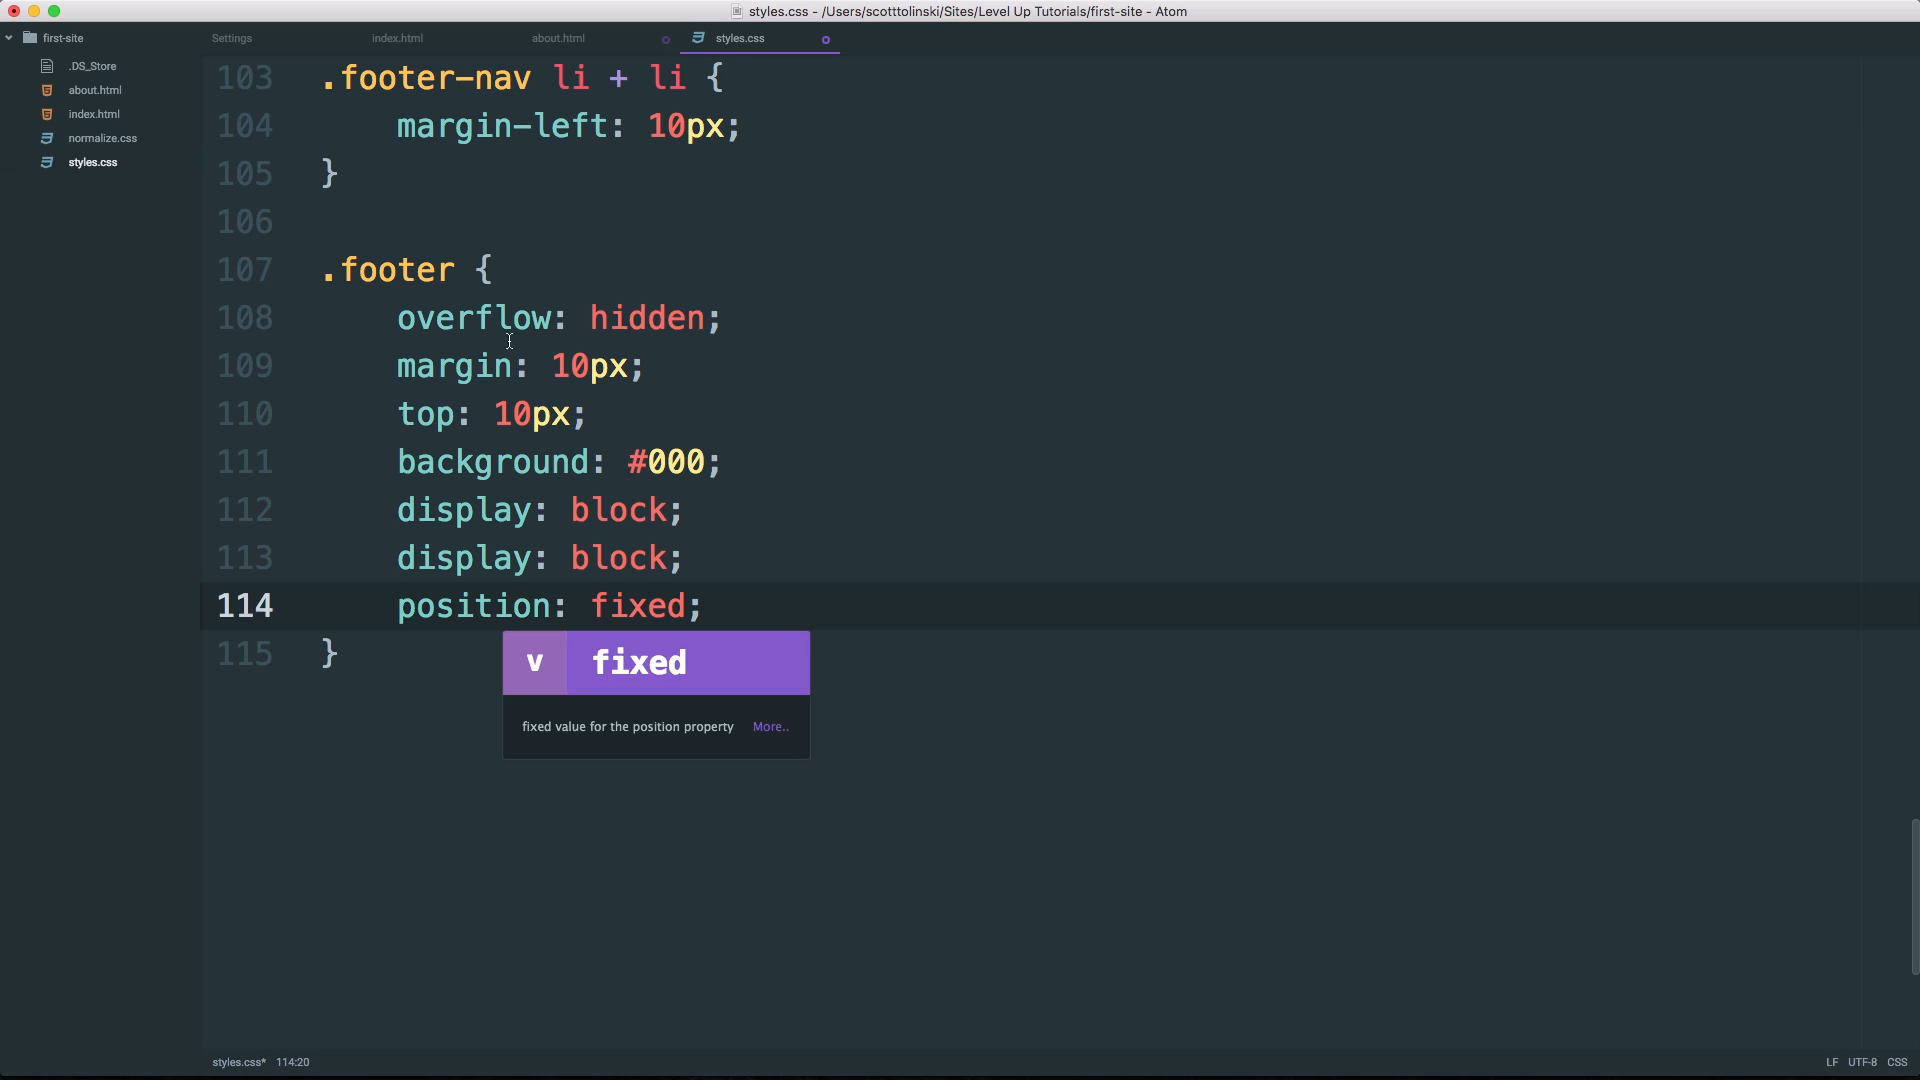 styles.css - /Users/scotttolinski/Sites/Level Up Tutorials/first-site - Atom
first-site
Settings
index.html
about.html
styles.css
.DS_Store
about.html
index.html
normalize.css
styles.css
103 .footer-nav li + li {
104 margin-left: 10px;
105 }
106
107 .footer {
108 overflow: hidden;
109 margin: 10px;
110 top: 10px;
111 background: #000;
112 display: block;
113 display: block;
114 position: fixed;
115 }
v fixed
fixed value for the position property More..
styles.css* 114:20
LF UTF-8 CSS